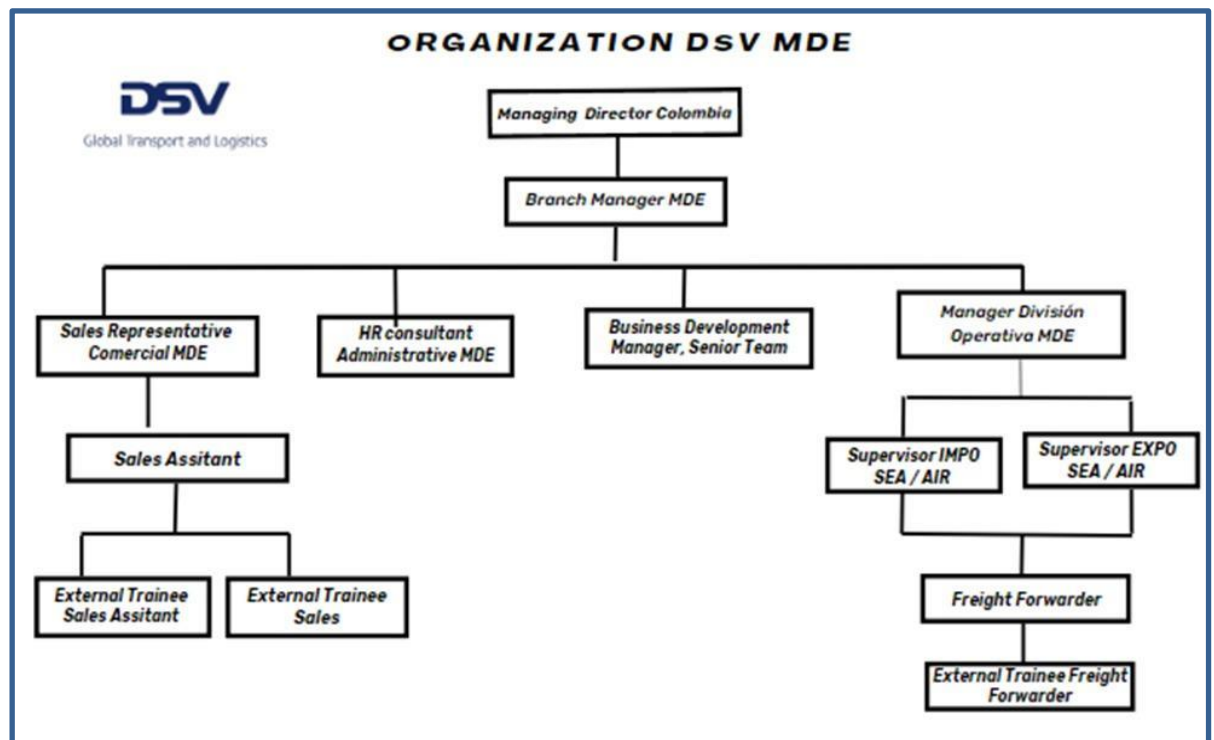 ORGANIZATION DSV MDE
DSV
Global Transport and Logistics
Managing Director Colombia
Branch Manager MDE
Sales Representative
Comercial MDE
HR consultant
Administrative MDE
Business Development
Manager, Senior Team
Manager División
Operativa MDE
Sales Assitant
Supervisor IMPO
SEA / AIR
Supervisor EXPO
SEA / AIR
External Trainee
Sales Assitant
External Trainee
Sales
Freight Forwarder
External Trainee Freight
Forwarder